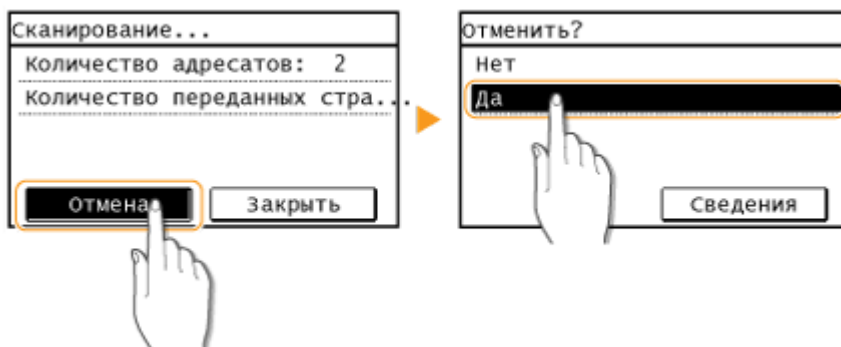 Сканирование...
Количество адресатов: 2
Количество переданных стра...
Отмена
Закрыть
Отменить?
Нет
Да
Сведения